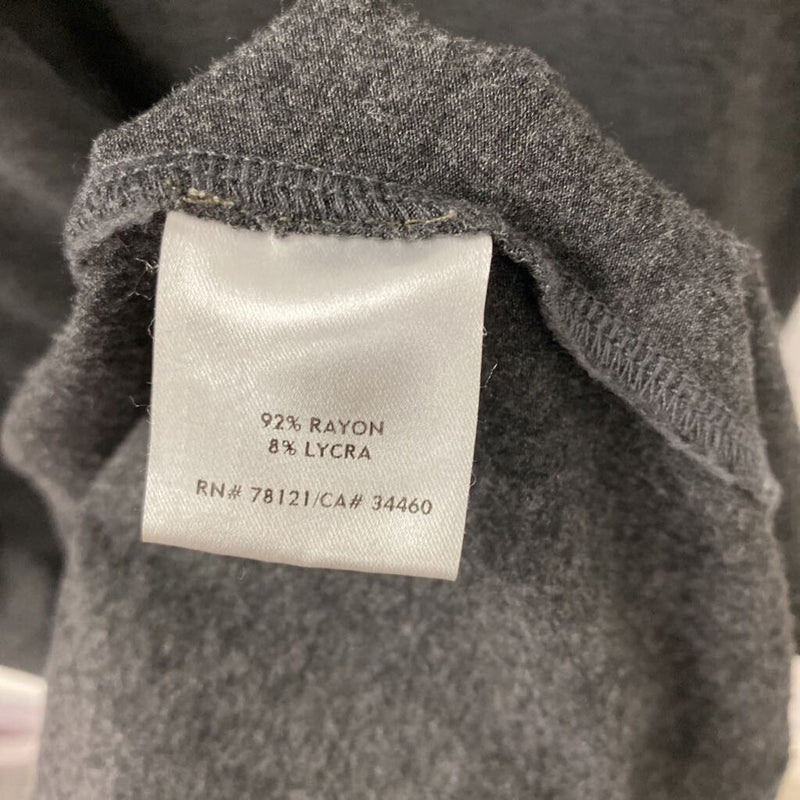 92% RAYON
8% LYCRA
RN# 78121/CA# 34460